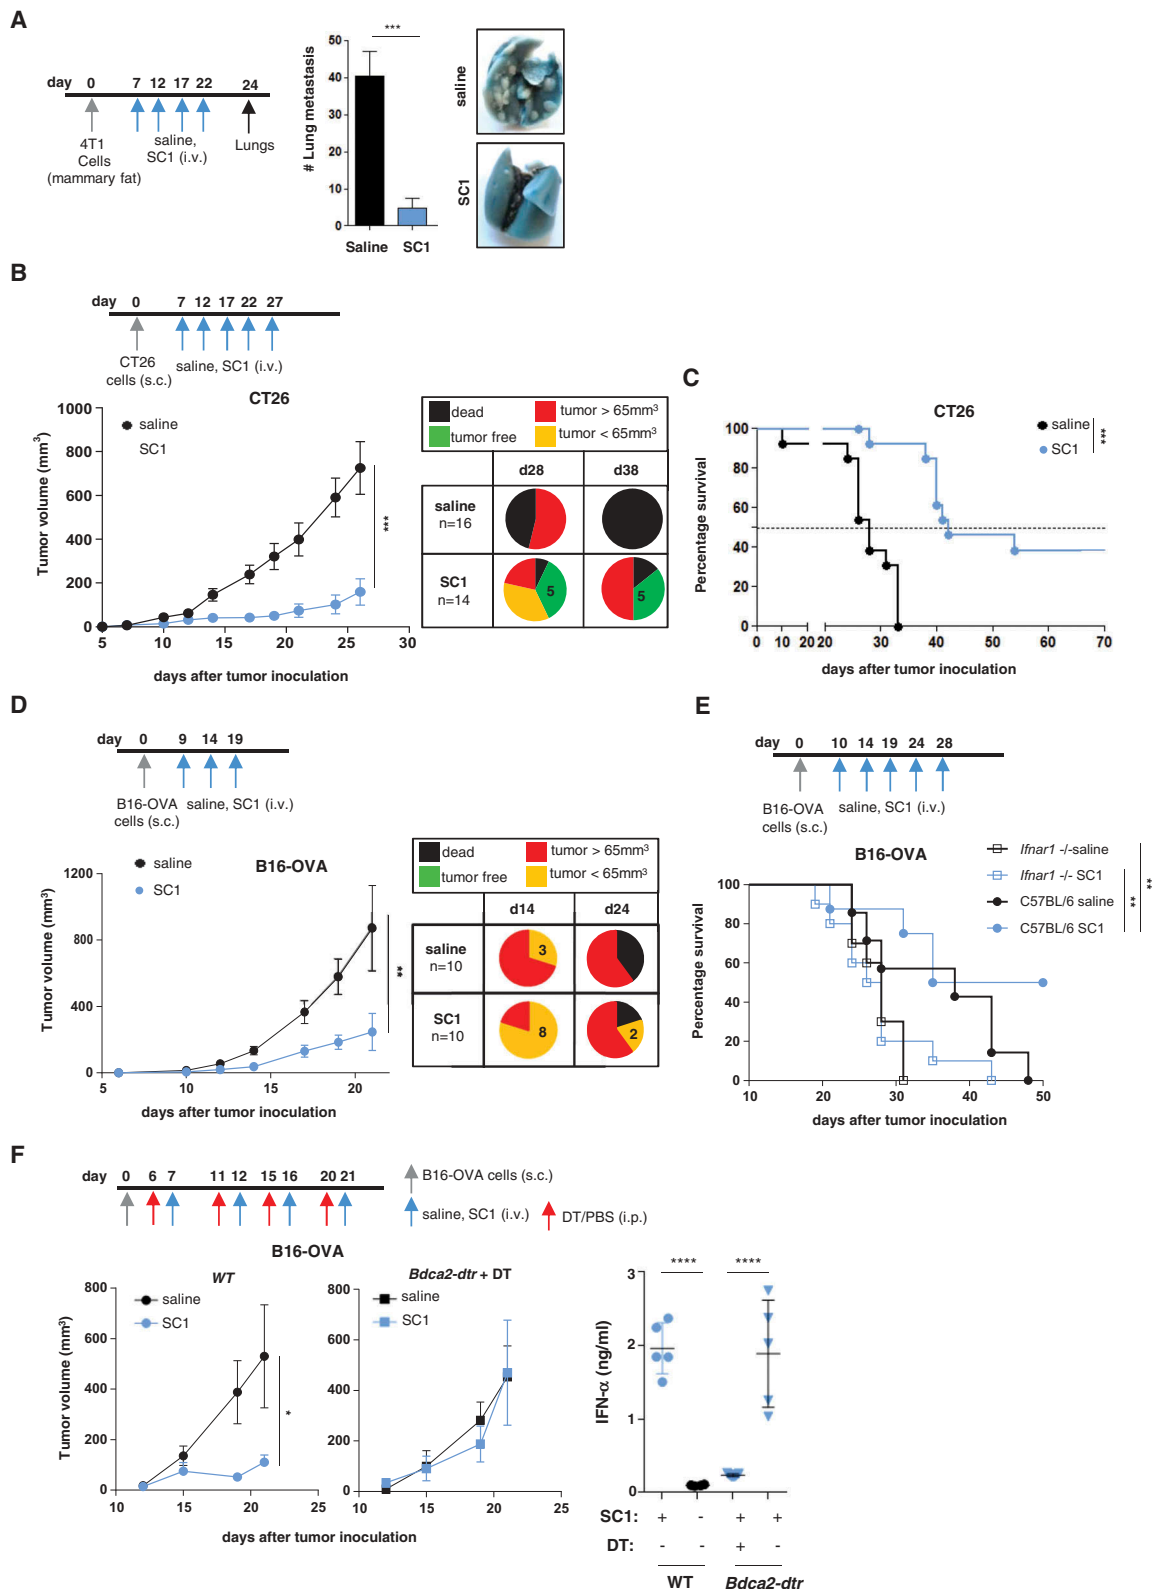 A
day 0 7 12 17 22 24
4T1
Cells
(mammary fat)
saline,
SC1 (i.v.)
Lungs
# Lung metastasis
50
40
30
20
10
0
***
Saline SC1
saline
SC1
B
day 0 7 12 17 22 27
CT26
cells (s.c.)
saline, SC1 (i.v.)
CT26
Tumor volume (mm³)
1000
800
600
400
200
0
saline
SC1
***
5 10 15 20 25 30
days after tumor inoculation
dead tumor > 65mm³
tumor free tumor < 65mm³
d28 d38
saline
n=16
SC1
n=14
5 5
C
CT26
saline
SC1
***
Percentage survival
100
80
60
40
20
0
0 10 20 20 30 40 50 60 70
days after tumor inoculation
D
day 0 9 14 19
B16-OVA
cells (s.c.)
saline, SC1 (i.v.)
B16-OVA
Tumor volume (mm³)
1200
800
400
0
saline
SC1
**
5 10 15 20
days after tumor inoculation
dead tumor > 65mm³
tumor free tumor < 65mm³
d14 d24
saline
n=10
3
SC1
n=10
8 2
E
day 0 10 14 19 24 28
B16-OVA
cells (s.c.)
saline, SC1 (i.v.)
B16-OVA
Ifnar1 -/-saline
Ifnar1 -/- SC1
C57BL/6 saline
C57BL/6 SC1
**
**
Percentage survival
100
80
60
40
20
0
10 20 30 40 50
days after tumor inoculation
F
day 0 6 7 11 12 15 16 20 21
B16-OVA cells (s.c.)
saline, SC1 (i.v.) DT/PBS (i.p.)
B16-OVA
WT
Tumor volume (mm³)
800
600
400
200
0
saline
SC1
*
10 15 20 25
Bdca2-dtr + DT
800
600
400
200
0
saline
SC1
10 15 20 25
days after tumor inoculation
IFN-α (ng/ml)
3
2
1
0
**** ****
SC1: + - + +
DT: - - + -
WT Bdca2-dtr